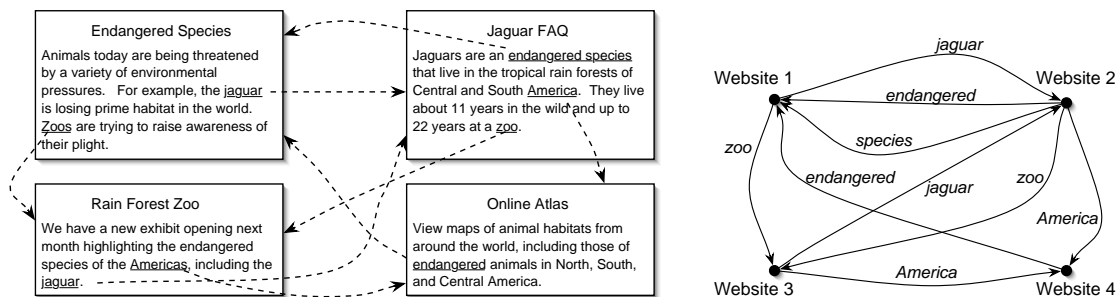 Endangered Species
Animals today are being threatened
by a variety of environmental
pressures. For example, the jaguar
is losing prime habitat in the world.
Zoos are trying to raise awareness of
their plight.
Jaguar FAQ
Jaguars are an endangered species
that live in the tropical rain forests of
Central and South America. They live
about 11 years in the wild and up to
22 years at a zoo.
Rain Forest Zoo
We have a new exhibit opening next
month highlighting the endangered
species of the Americas, including the
jaguar.
Online Atlas
View maps of animal habitats from
around the world, including those of
endangered animals in North, South,
and Central America.
jaguar
Website 1
Website 2
endangered
species
zoo
endangered
jaguar
zoo
America
America
Website 3
Website 4